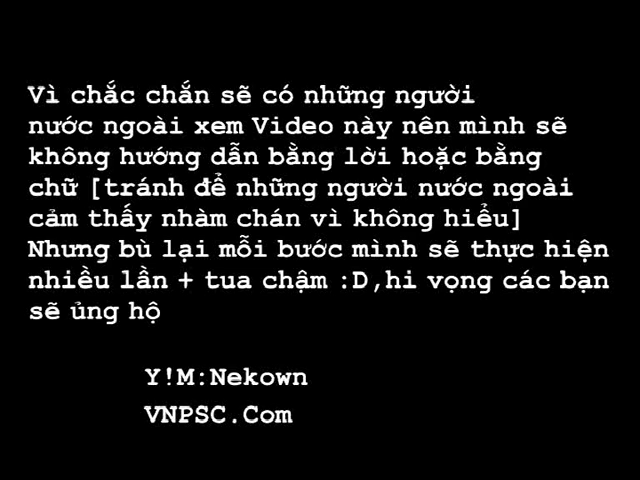 Vì chắc chắn sẽ có những người
nước ngoài xem Video này nên mình sẽ
không hướng dẫn bằng lời hoặc bằng
chữ [tránh để những người nước ngoài
cảm thấy nhàm chán vì không hiểu]
Nhưng bù lại mỗi bước mình sẽ thực hiện
nhiều lần + tua chậm :D,hi vọng các bạn
sẽ ủng hộ
Y!M:Nekown
VNPSC.Com